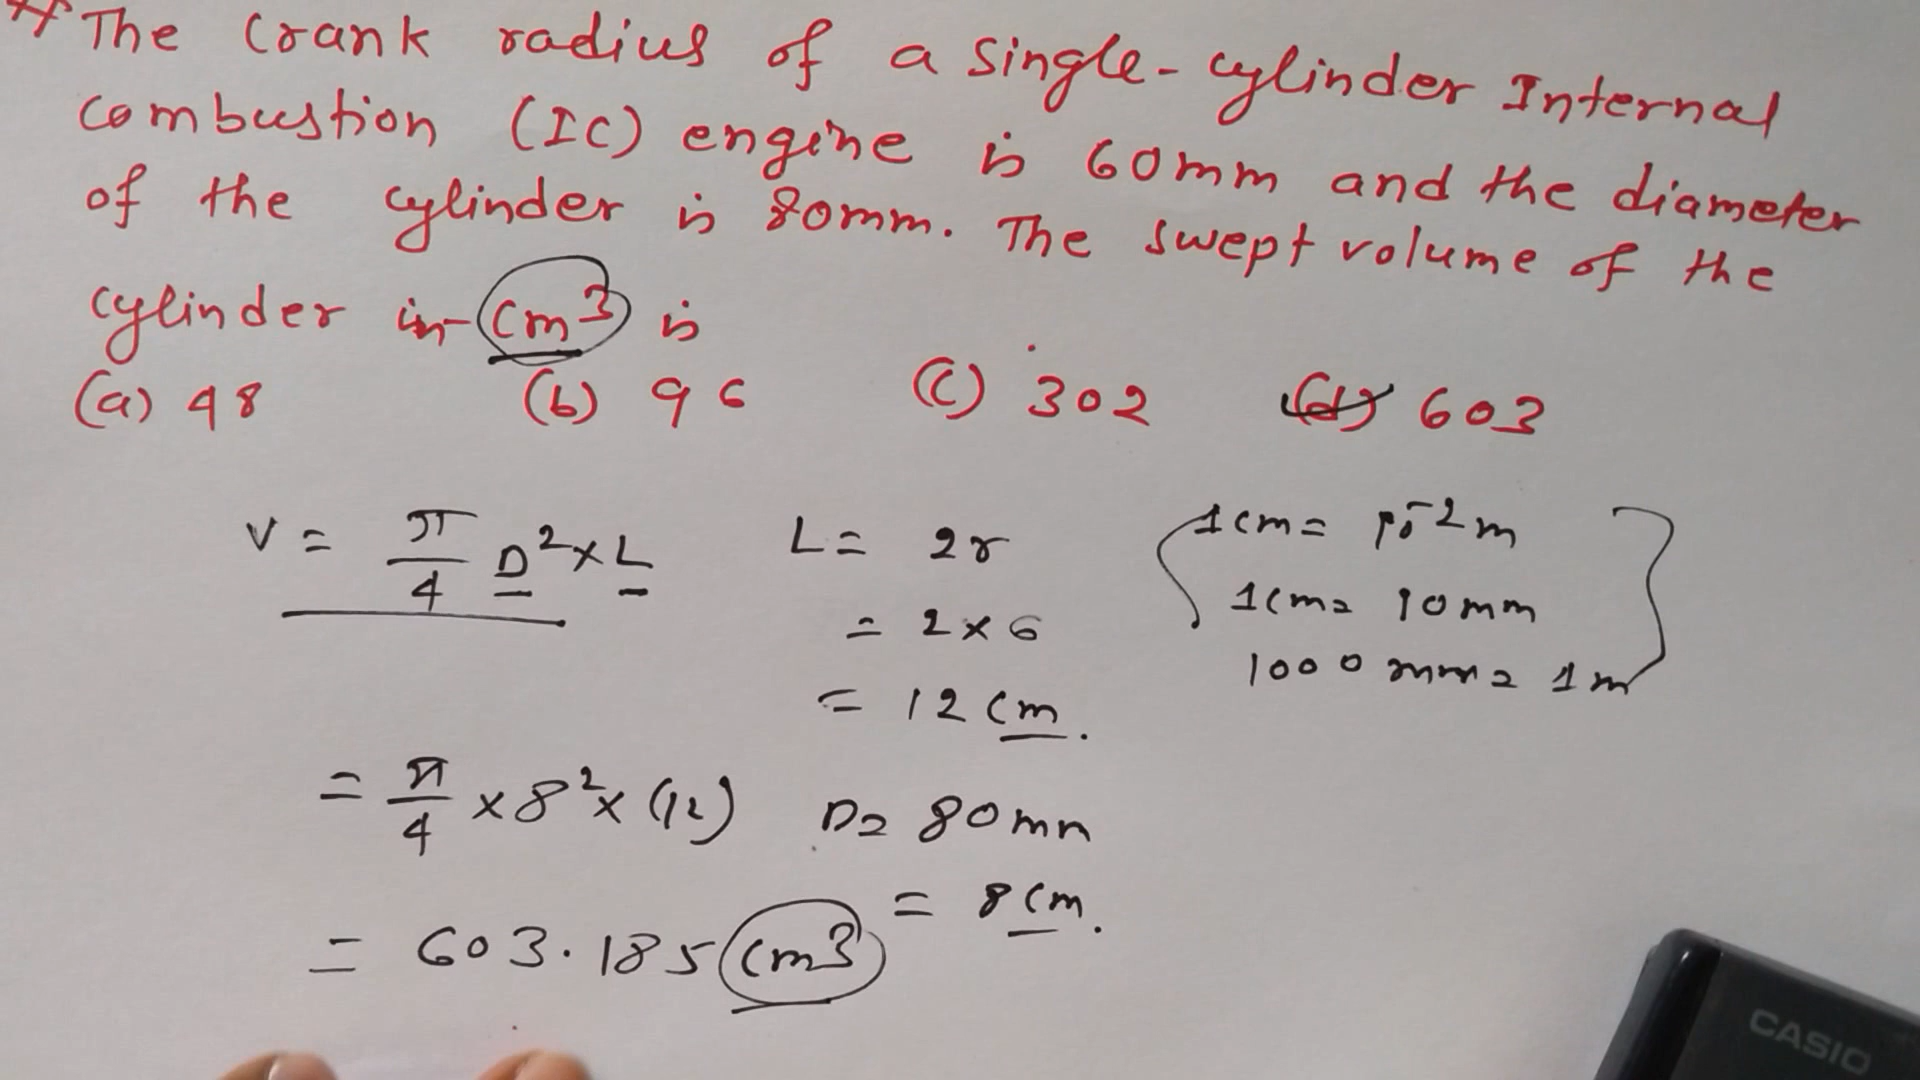 The crank radius of a single-cylinder Internal
combustion (IC) engine is 60mm and the diameter
of the cylinder is 80mm. The swept volume of the
cylinder in cm³ is
(a) 48 (b) 96 (c) 302 (d) 603
V = π/4 D² × L
L = 2r
= 2 × 6
= 12 cm.
1cm = 10⁻² m
1cm = 10mm
1000 mm = 1m
= π/4 × 8² × (12)
D = 80mm
= 8cm.
= 603.185 cm3
CASIO